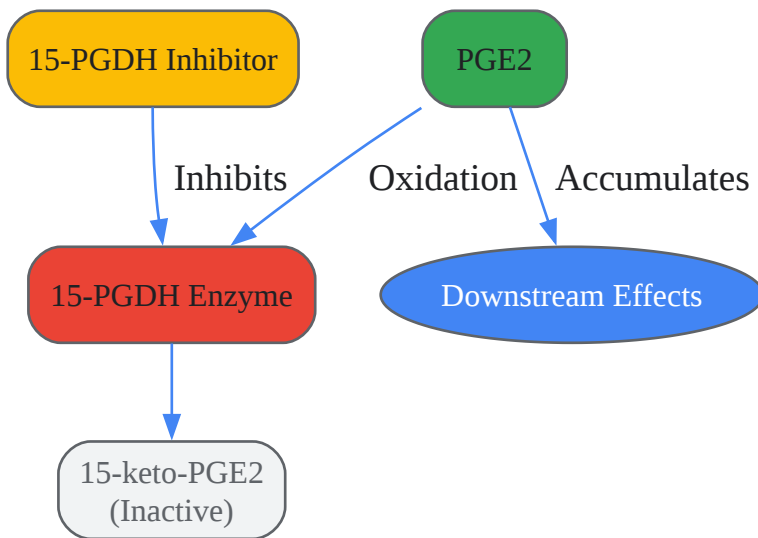 15-PGDH Inhibitor
PGE2
Inhibits
Oxidation
Accumulates
15-PGDH Enzyme
Downstream Effects
15-keto-PGE2
(Inactive)